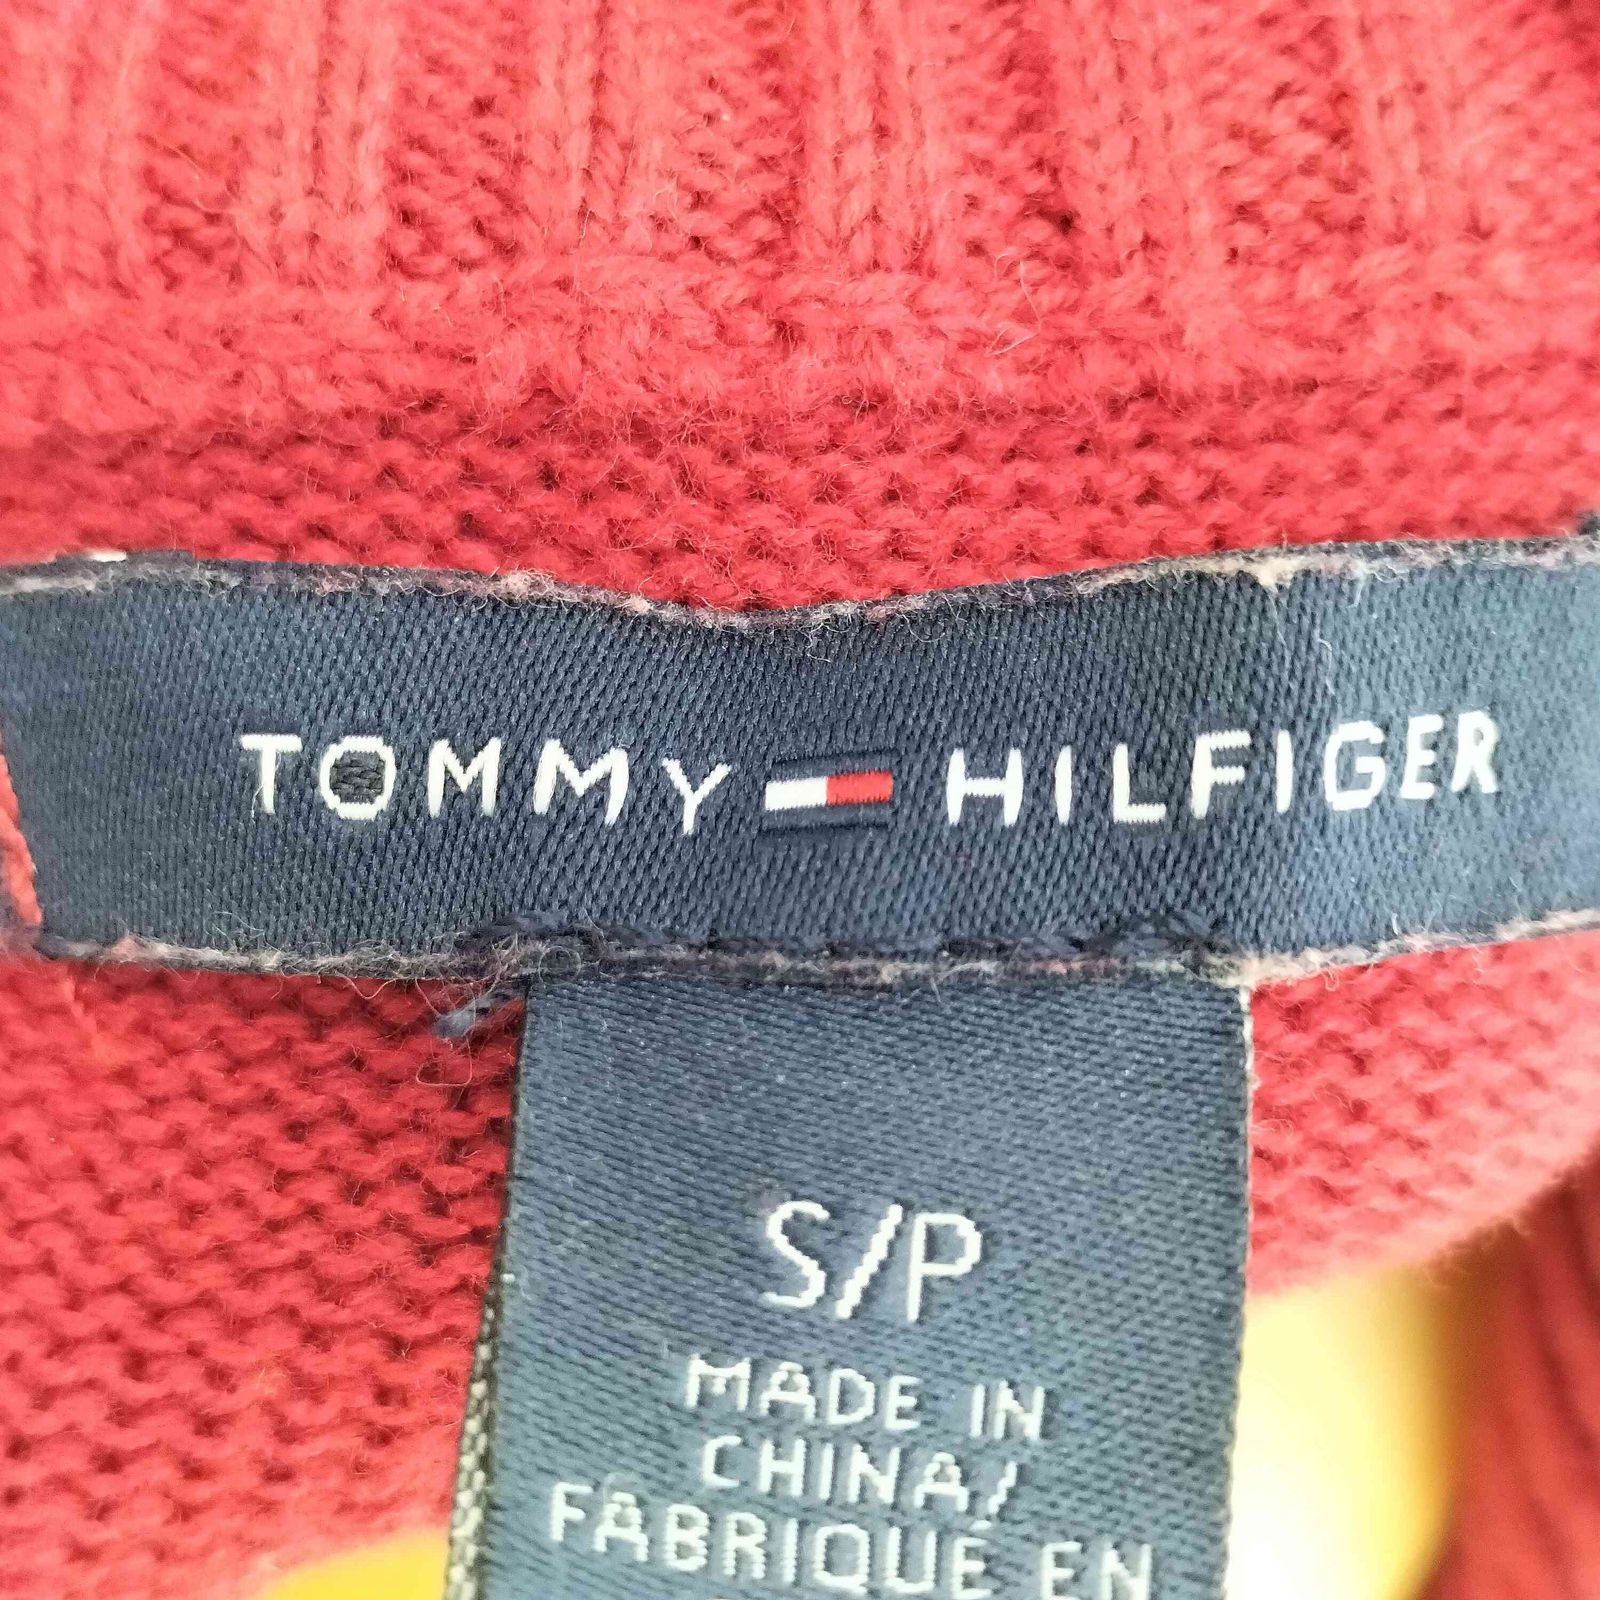 TOMMY HILFIGER
S/P
MADE IN
CHINA/
FABRIQUÉ EN